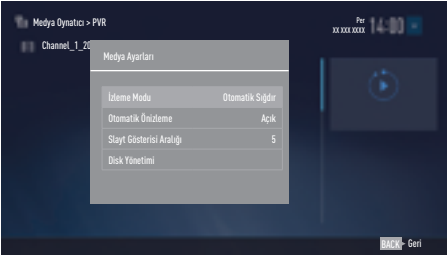 Medya Oynatıcı > PVR
Per
xx xxx xxxx 14:00
Channel_1_20
Medya Ayarları
İzleme Modu Otomatik Sığdır
Otomatik Önizleme Açık
Slayt Gösterisi Aralığı 5
Disk Yönetimi
BACK Geri